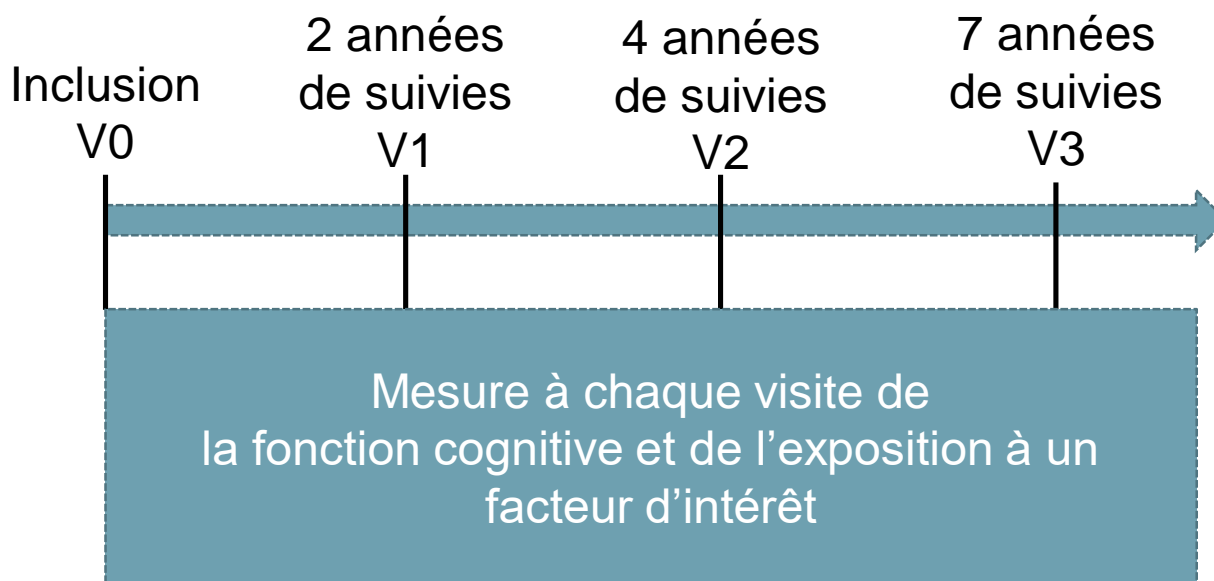 Inclusion
V0
2 années
de suivies
V1
4 années
de suivies
V2
7 années
de suivies
V3
Mesure à chaque visite de
la fonction cognitive et de l’exposition à un
facteur d’intérêt